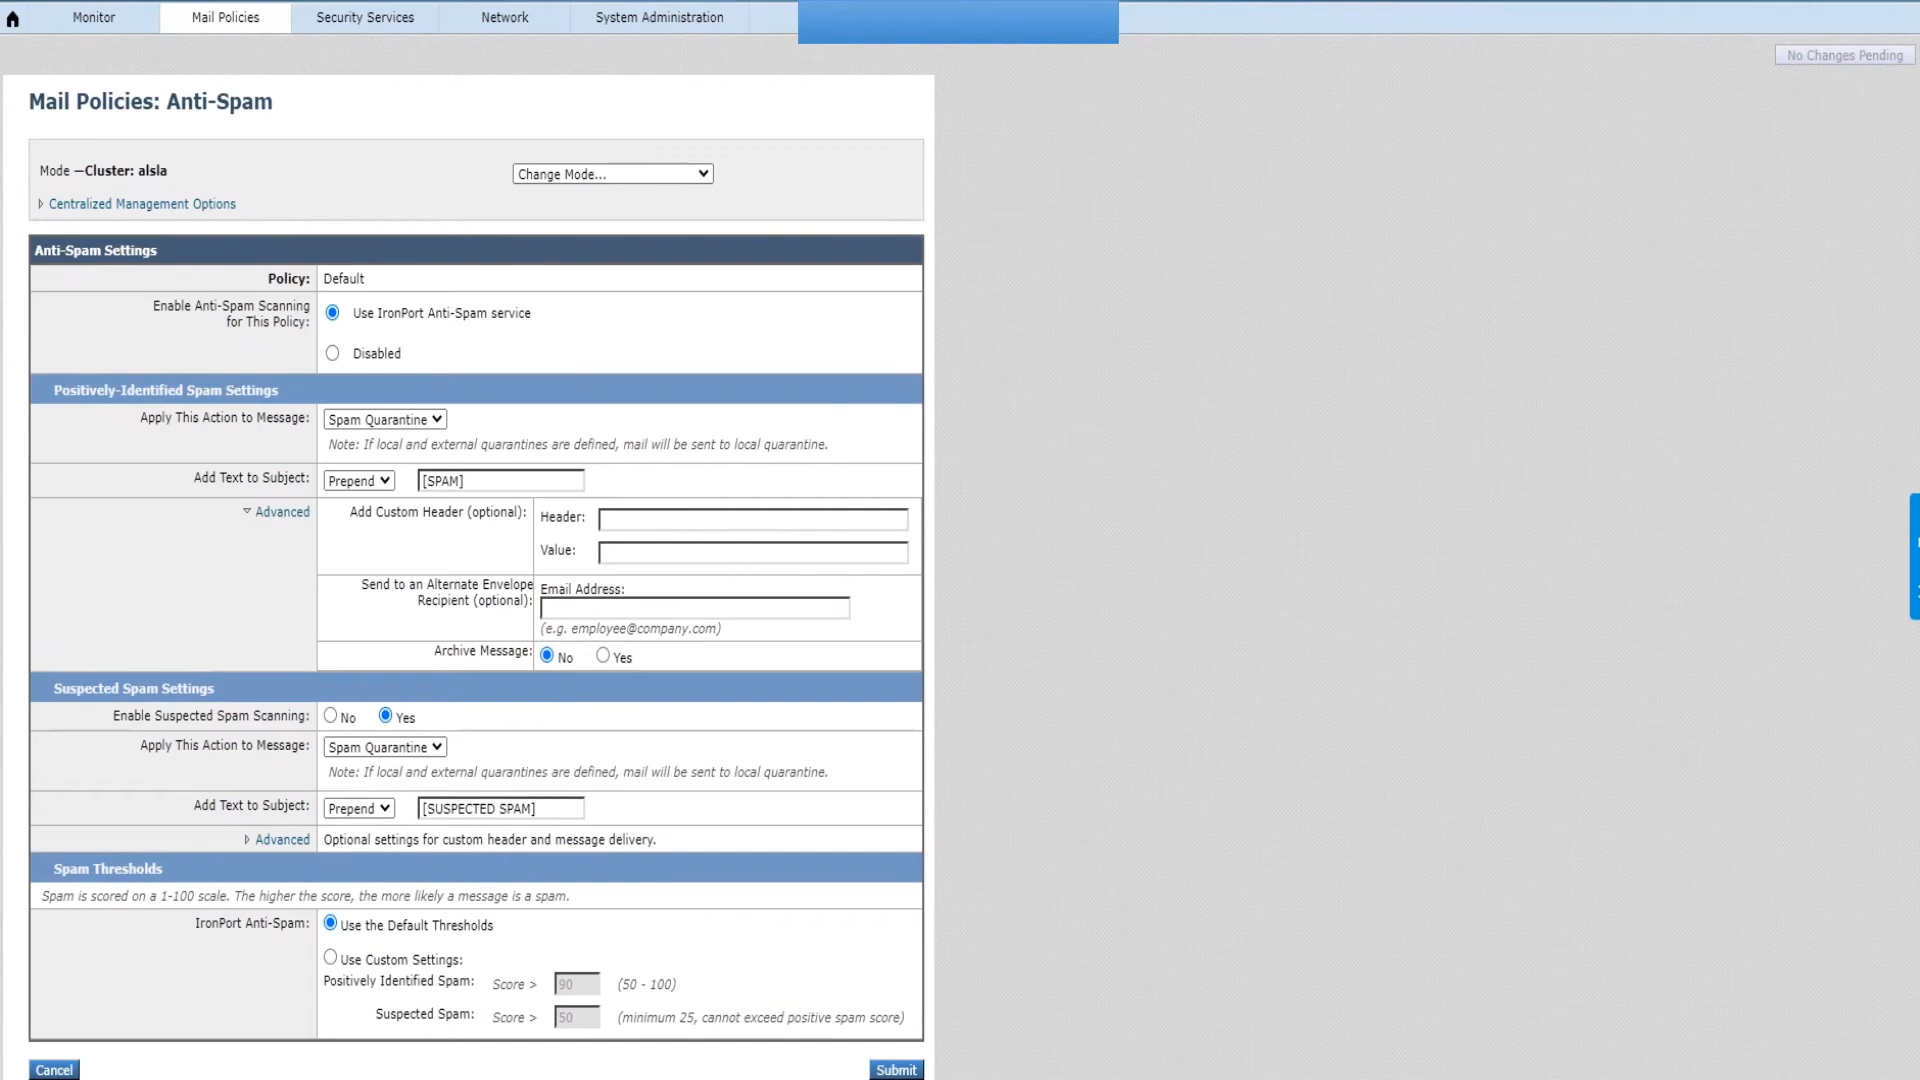 Monitor
Mail Policies
Security Services
Network
System Administration
No Changes Pending
Mail Policies: Anti-Spam
Mode —Cluster: alsla
Change Mode...
Centralized Management Options
Anti-Spam Settings
Policy: Default
Enable Anti-Spam Scanning
for This Policy:
Use IronPort Anti-Spam service
Disabled
Positively-Identified Spam Settings
Apply This Action to Message: Spam Quarantine
Note: If local and external quarantines are defined, mail will be sent to local quarantine.
Add Text to Subject: Prepend [SPAM]
Advanced
Add Custom Header (optional):
Header:
Value:
Send to an Alternate Envelope
Recipient (optional):
Email Address:
(e.g. employee@company.com)
Archive Message: No Yes
Suspected Spam Settings
Enable Suspected Spam Scanning: No Yes
Apply This Action to Message: Spam Quarantine
Note: If local and external quarantines are defined, mail will be sent to local quarantine.
Add Text to Subject: Prepend [SUSPECTED SPAM]
Advanced Optional settings for custom header and message delivery.
Spam Thresholds
Spam is scored on a 1-100 scale. The higher the score, the more likely a message is a spam.
IronPort Anti-Spam: Use the Default Thresholds
Use Custom Settings:
Positively Identified Spam: Score > 90 (50 - 100)
Suspected Spam: Score > 50 (minimum 25, cannot exceed positive spam score)
Cancel
Submit